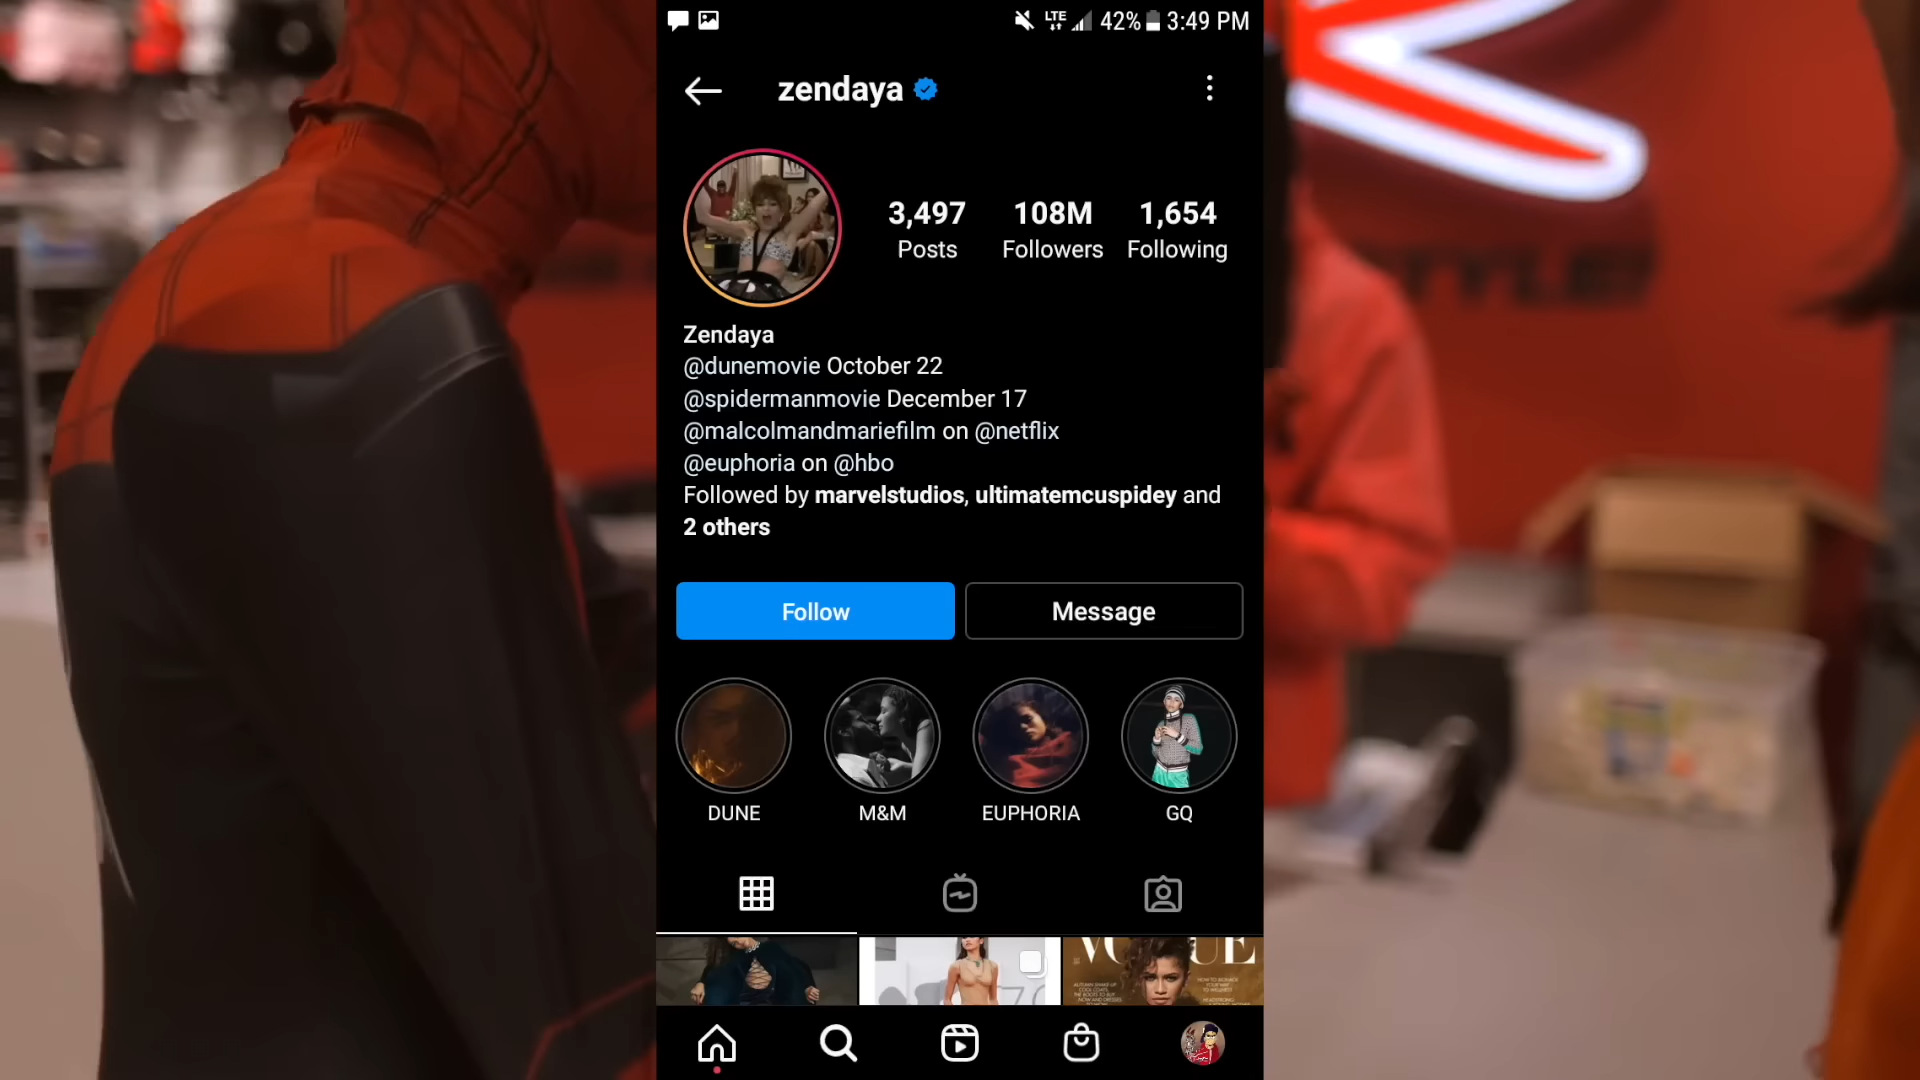 LTE 42% 3:49 PM
zendaya
3,497 108M 1,654
Posts Followers Following
Zendaya
@dunemovie October 22
@spidermanmovie December 17
@malcolmandmariefilm on @netflix
@euphoria on @hbo
Followed by marvelstudios, ultimatemcuspidey and
2 others
Follow Message
DUNE M&M EUPHORIA GQ
VOGUE